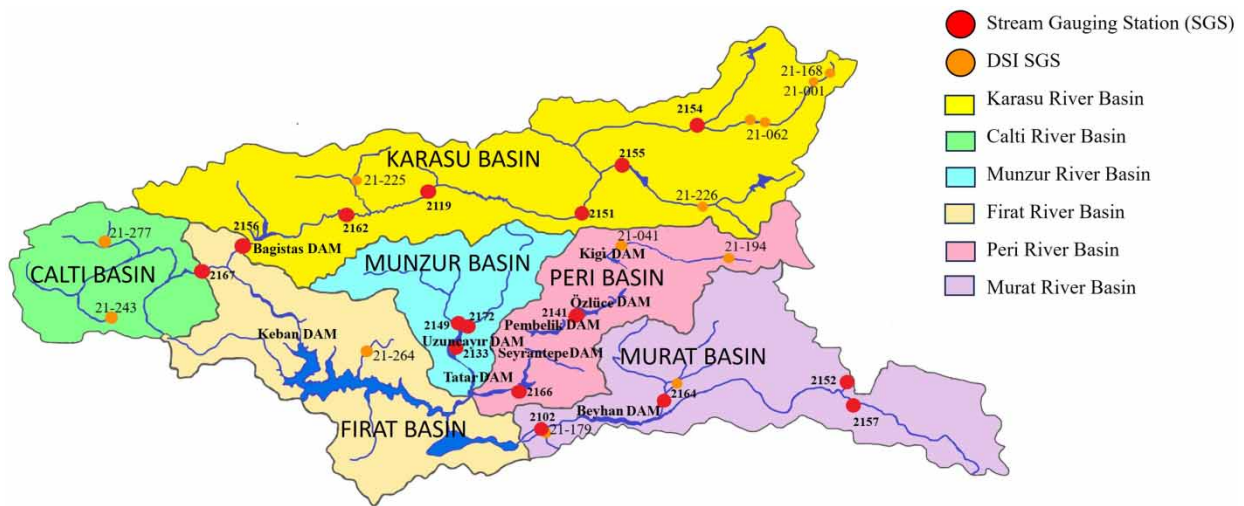 Stream Gauging Station (SGS)
DSI SGS
Karasu River Basin
Calti River Basin
Munzur River Basin
Firat River Basin
Peri River Basin
Murat River Basin
21-168
21-001
2154
21-062
KARASU BASIN
2155
21-225
2119
21-226
2151
2162
2156
Bagistas DAM
21-277
CALTI BASIN
2167
21-243
MUNZUR BASIN
21-041
Kigi DAM
21-194
PERI BASIN
Özlüce DAM
2141
Pembelik DAM
2149
2172
Uzuncayır DAM
2133
Seyrantepe DAM
Keban DAM
21-264
Tatar DAM
2166
MURAT BASIN
2152
2157
2164
Beyhan DAM
2102
21-179
FIRAT BASIN